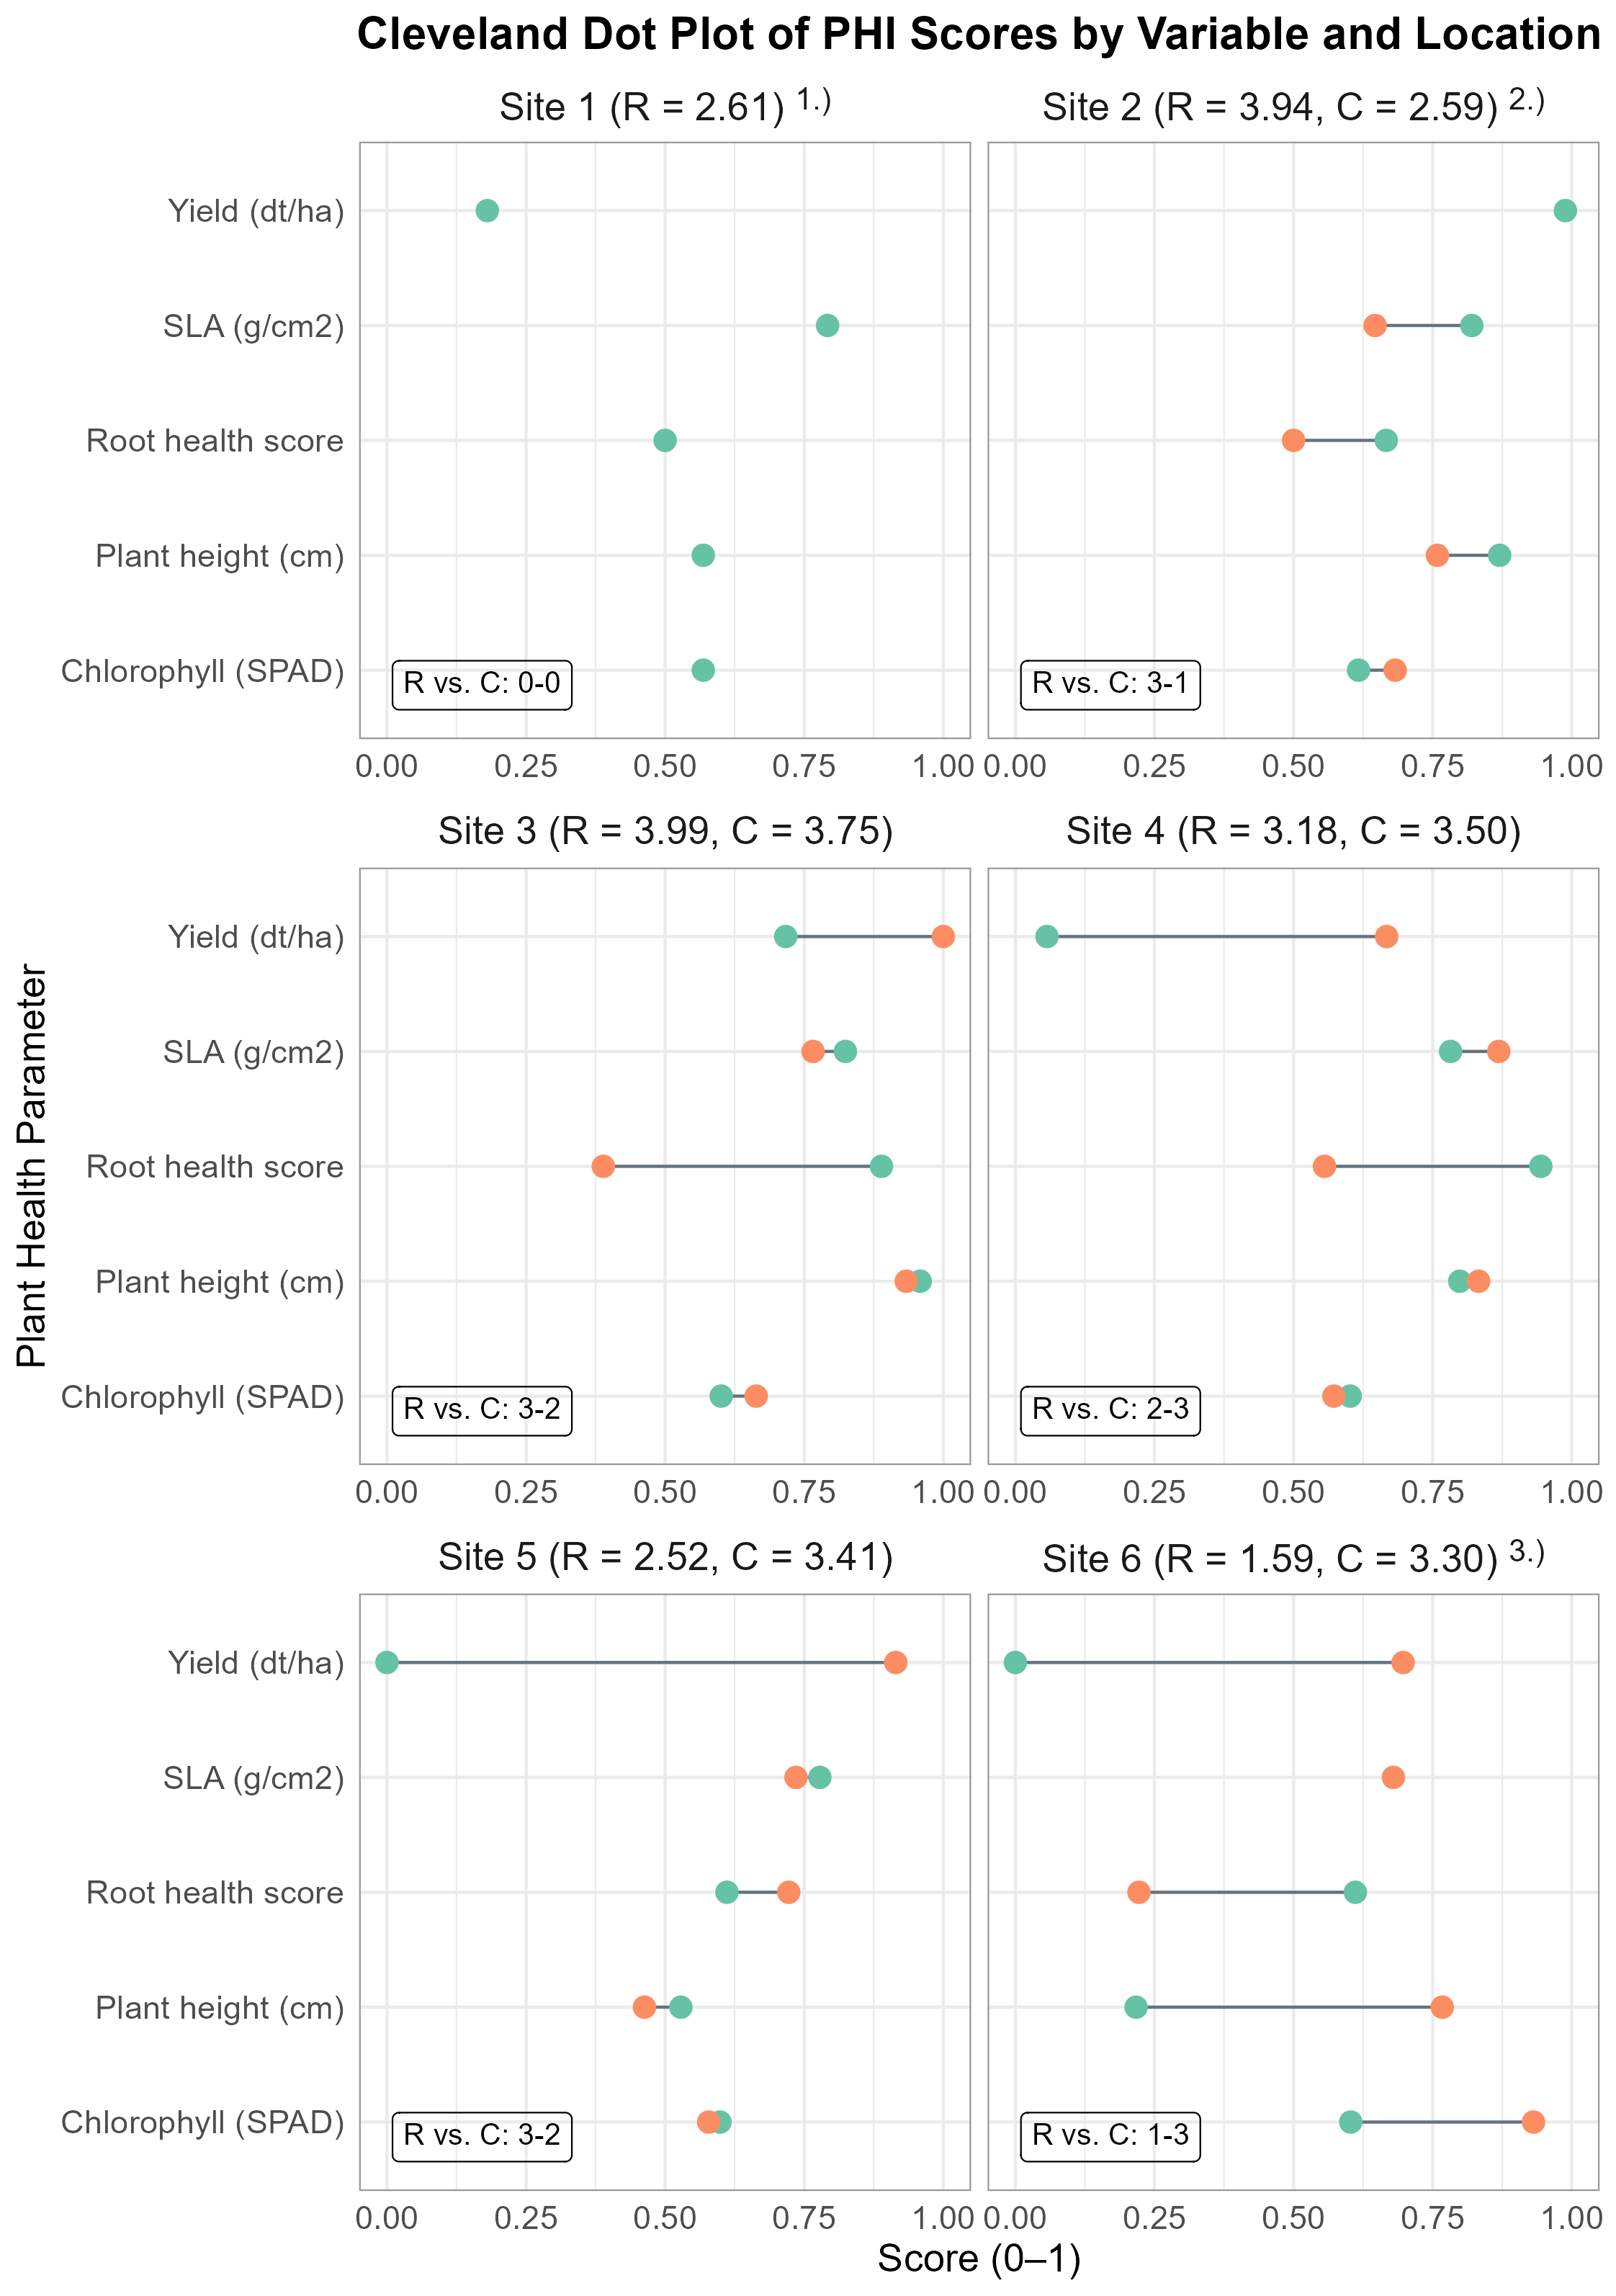 Cleveland Dot Plot of PHI Scores by Variable and Location
Site 1 (R = 2.61) 1.)
Site 2 (R = 3.94, C = 2.59) 2.)
Yield (dt/ha)
SLA (g/cm2)
Root health score
Plant height (cm)
Chlorophyll (SPAD)
R vs. C: 0-0
R vs. C: 3-1
0.00 0.25 0.50 0.75 1.00 0.00 0.25 0.50 0.75 1.00
Site 3 (R = 3.99, C = 3.75)
Site 4 (R = 3.18, C = 3.50)
Plant Health Parameter
Yield (dt/ha)
SLA (g/cm2)
Root health score
Plant height (cm)
Chlorophyll (SPAD)
R vs. C: 3-2
R vs. C: 2-3
0.00 0.25 0.50 0.75 1.00 0.00 0.25 0.50 0.75 1.00
Site 5 (R = 2.52, C = 3.41)
Site 6 (R = 1.59, C = 3.30) 3.)
Yield (dt/ha)
SLA (g/cm2)
Root health score
Plant height (cm)
Chlorophyll (SPAD)
R vs. C: 3-2
R vs. C: 1-3
0.00 0.25 0.50 0.75 1.00 0.00 0.25 0.50 0.75 1.00
Score (0–1)